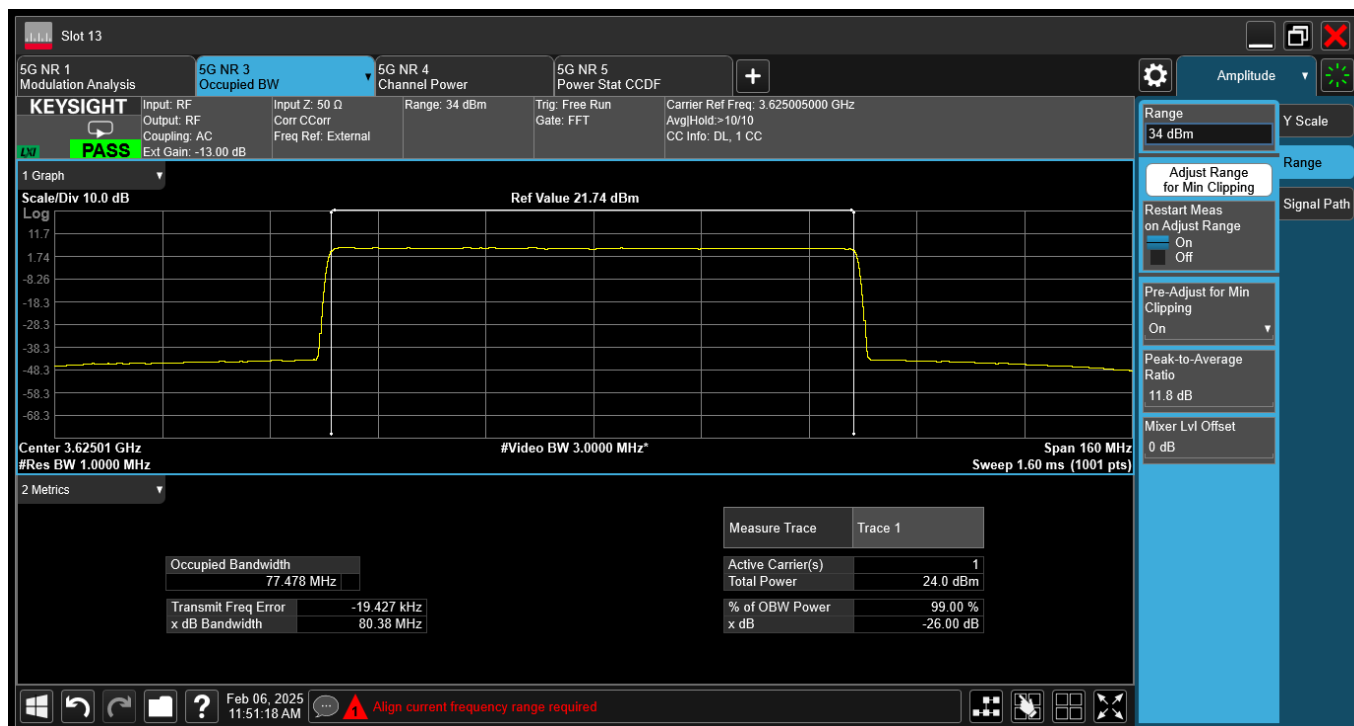 Slot 13
5G NR 1
Modulation Analysis
5G NR 3
Occupied BW
5G NR 4
Channel Power
5G NR 5
Power Stat CCDF
Amplitude
KEYSIGHT
LXI
PASS
Input: RF
Output: RF
Coupling: AC
Ext Gain: -13.00 dB
Input Z: 50 Ω
Corr CCorr
Freq Ref: External
Range: 34 dBm
Trig: Free Run
Gate: FFT
Carrier Ref Freq: 3.625005000 GHz
Avg|Hold:>10/10
CC Info: DL, 1 CC
1 Graph
Scale/Div 10.0 dB
Ref Value 21.74 dBm
Log
11.7
1.74
-8.26
-18.3
-28.3
-38.3
-48.3
-58.3
-68.3
Center 3.62501 GHz
#Video BW 3.0000 MHz*
Span 160 MHz
#Res BW 1.0000 MHz
Sweep 1.60 ms (1001 pts)
2 Metrics
Occupied Bandwidth
77.478 MHz
Transmit Freq Error -19.427 kHz
x dB Bandwidth 80.38 MHz
Measure Trace Trace 1
Active Carrier(s) 1
Total Power 24.0 dBm
% of OBW Power 99.00 %
x dB -26.00 dB
Range
34 dBm
Adjust Range
for Min Clipping
Restart Meas
on Adjust Range
On
Off
Pre-Adjust for Min
Clipping
On
Peak-to-Average
Ratio
11.8 dB
Mixer Lvl Offset
0 dB
Y Scale
Range
Signal Path
?
Feb 06, 2025
11:51:18 AM
1
Align current frequency range required